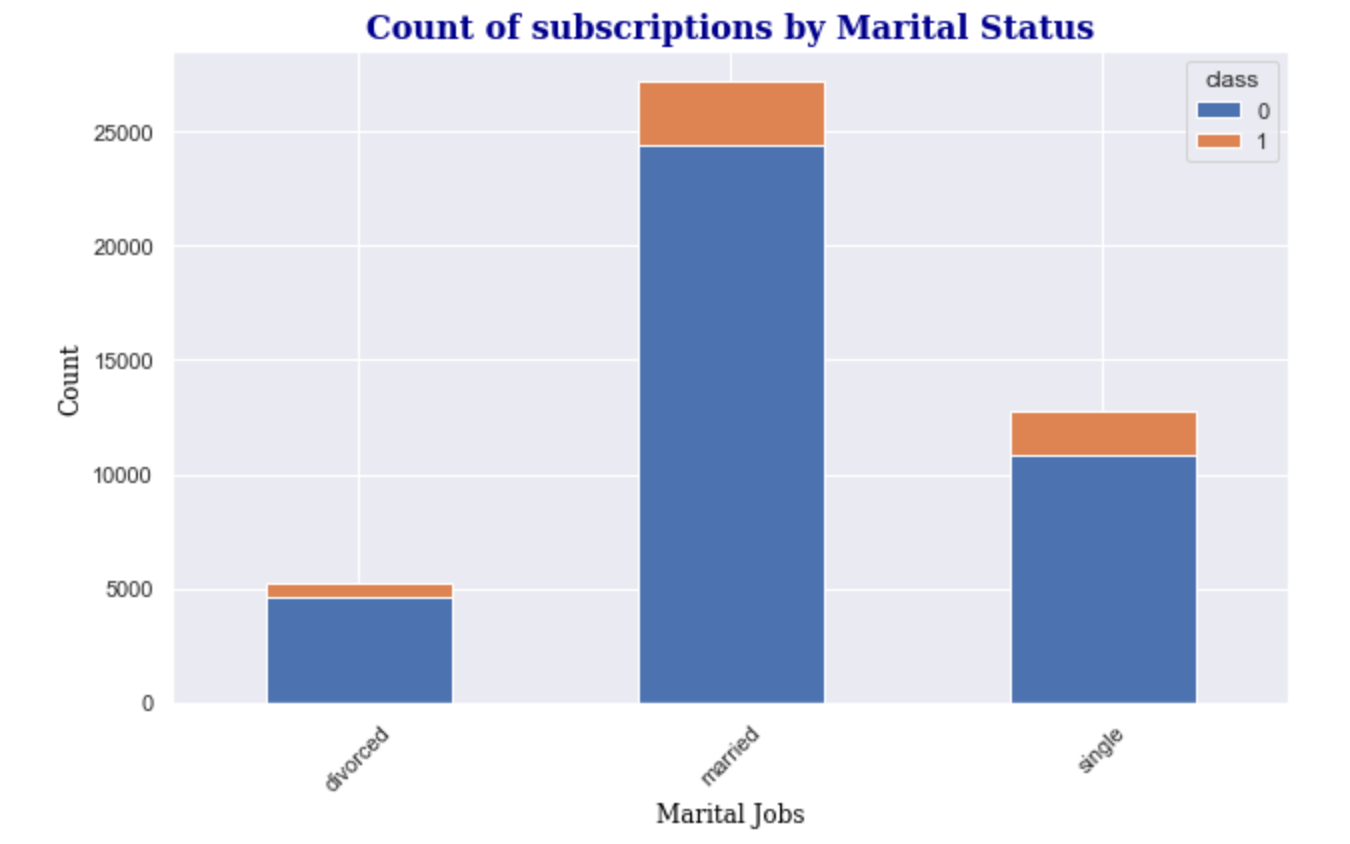 Count of subscriptions by Marital Status
class
0
1
25000
20000
15000
10000
5000
0
Count
divorced
married
single
Marital Jobs